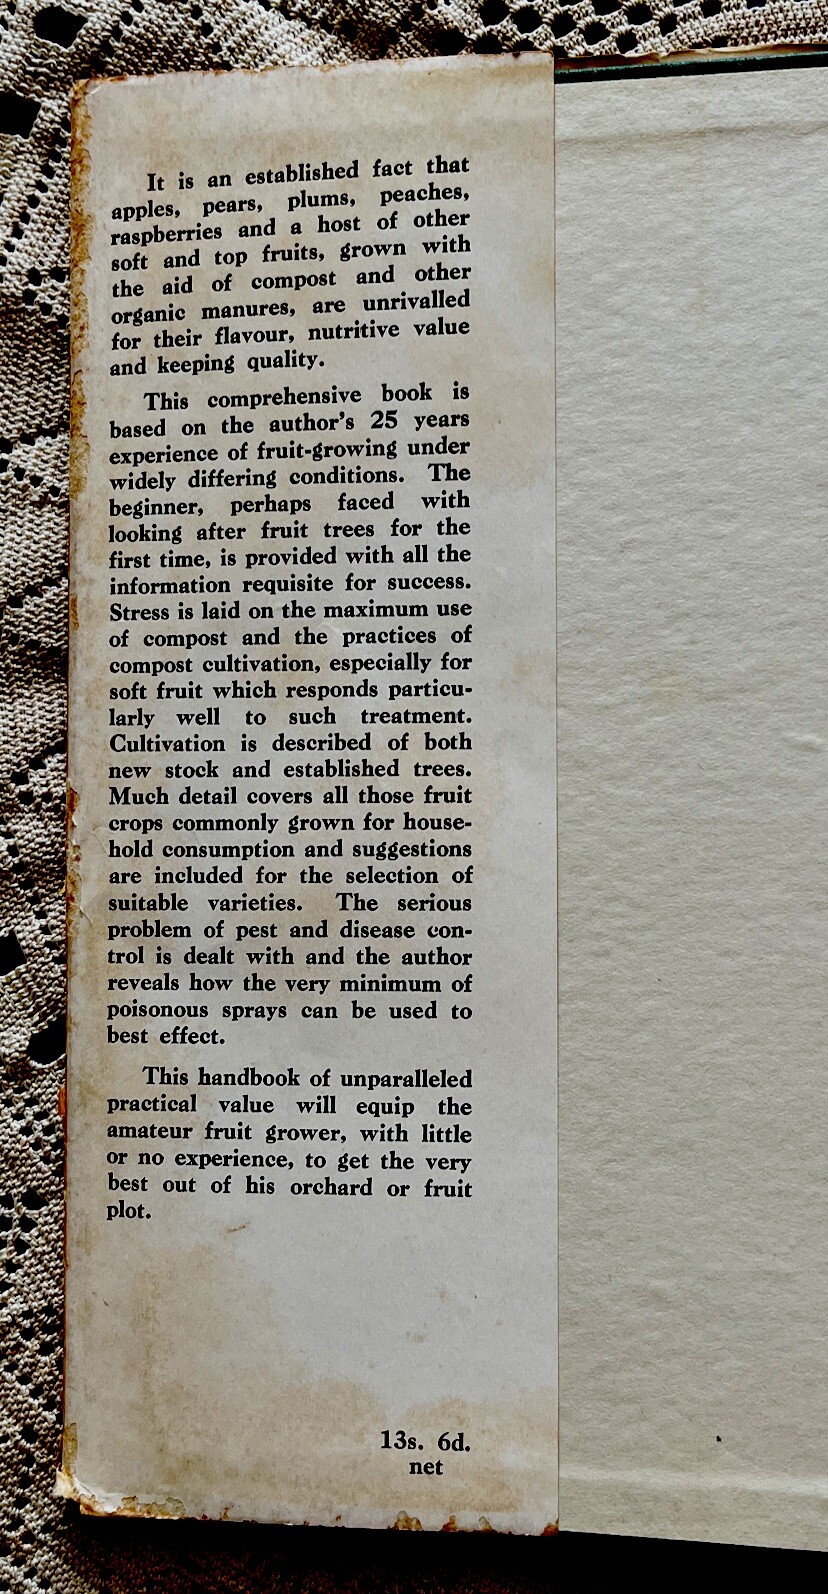 It is an established fact that
apples, pears, plums, peaches,
raspberries and a host of other
soft and top fruits, grown with
the aid of compost and other
organic manures, are unrivalled
for their flavour, nutritive value
and keeping quality.
This comprehensive book is
based on the author's 25 years
experience of fruit-growing under
widely differing conditions. The
beginner, perhaps faced with
looking after fruit trees for the
first time, is provided with all the
information requisite for success.
Stress is laid on the maximum use
of compost and the practices of
compost cultivation, especially for
soft fruit which responds particu-
larly well to such treatment.
Cultivation is described of both
new stock and established trees.
Much detail covers all those fruit
crops commonly grown for house-
hold consumption and suggestions
are included for the selection of
suitable varieties. The serious
problem of pest and disease con-
trol is dealt with and the author
reveals how the very minimum of
poisonous sprays can be used to
best effect.
This handbook of unparalleled
practical value will equip the
amateur fruit grower, with little
or no experience, to get the very
best out of his orchard or fruit
plot.
13s. 6d.
net